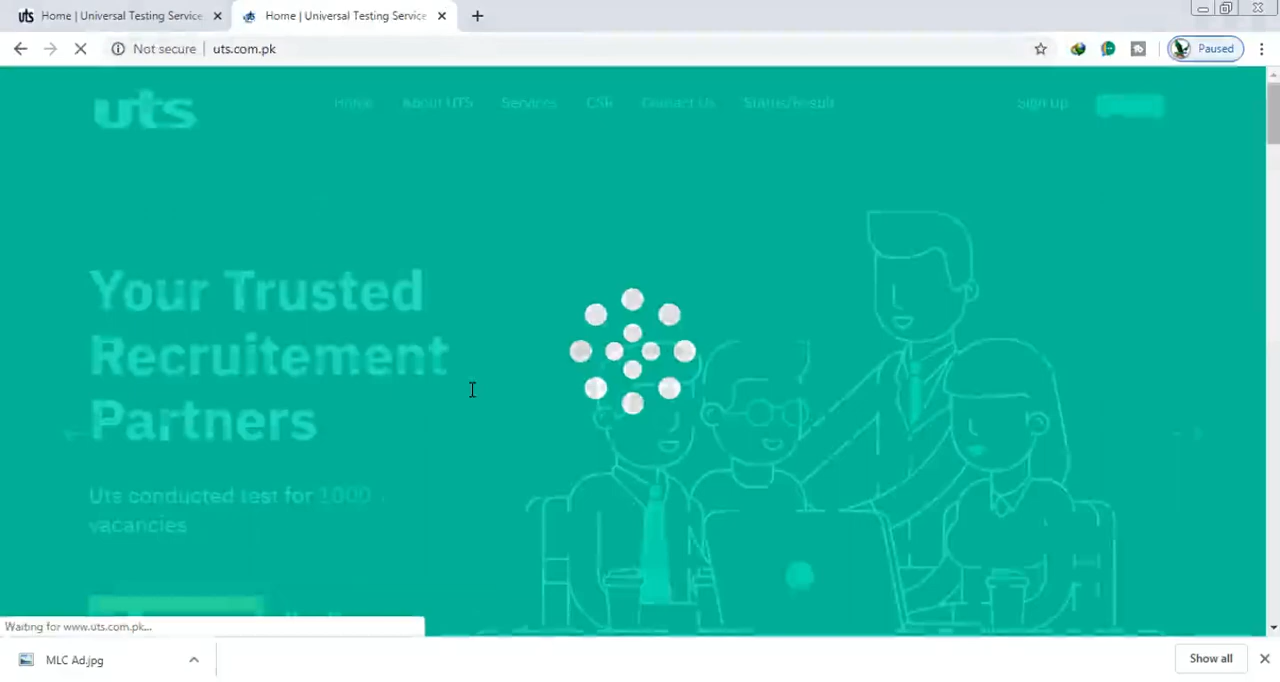 uts Home | Universal Testing Service
Home | Universal Testing Service
Not secure uts.com.pk
Paused
uts
Home About UTS Services CSR Contact Us Status/Result Sign Up
Your Trusted
Recruitement
Partners
Uts conducted test for 1000
vacancies
Waiting for www.uts.com.pk...
MLC Ad.jpg
Show all